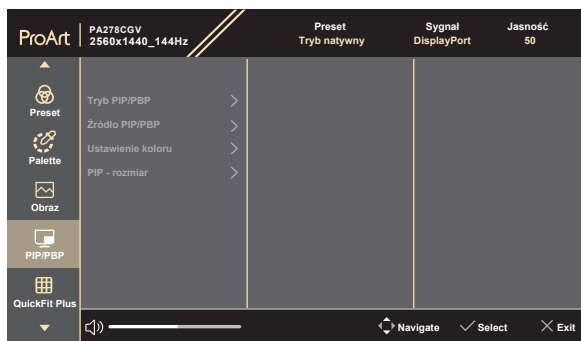 ProArt
PA278CGV
2560x1440_144Hz
Preset
Tryb natywny
Sygnał
DisplayPort
Jasność
50
Preset
Palette
Obraz
PIP/PBP
QuickFit Plus
Tryb PIP/PBP
Źródło PIP/PBP
Ustawienie koloru
PIP - rozmiar
Navigate
Select
Exit